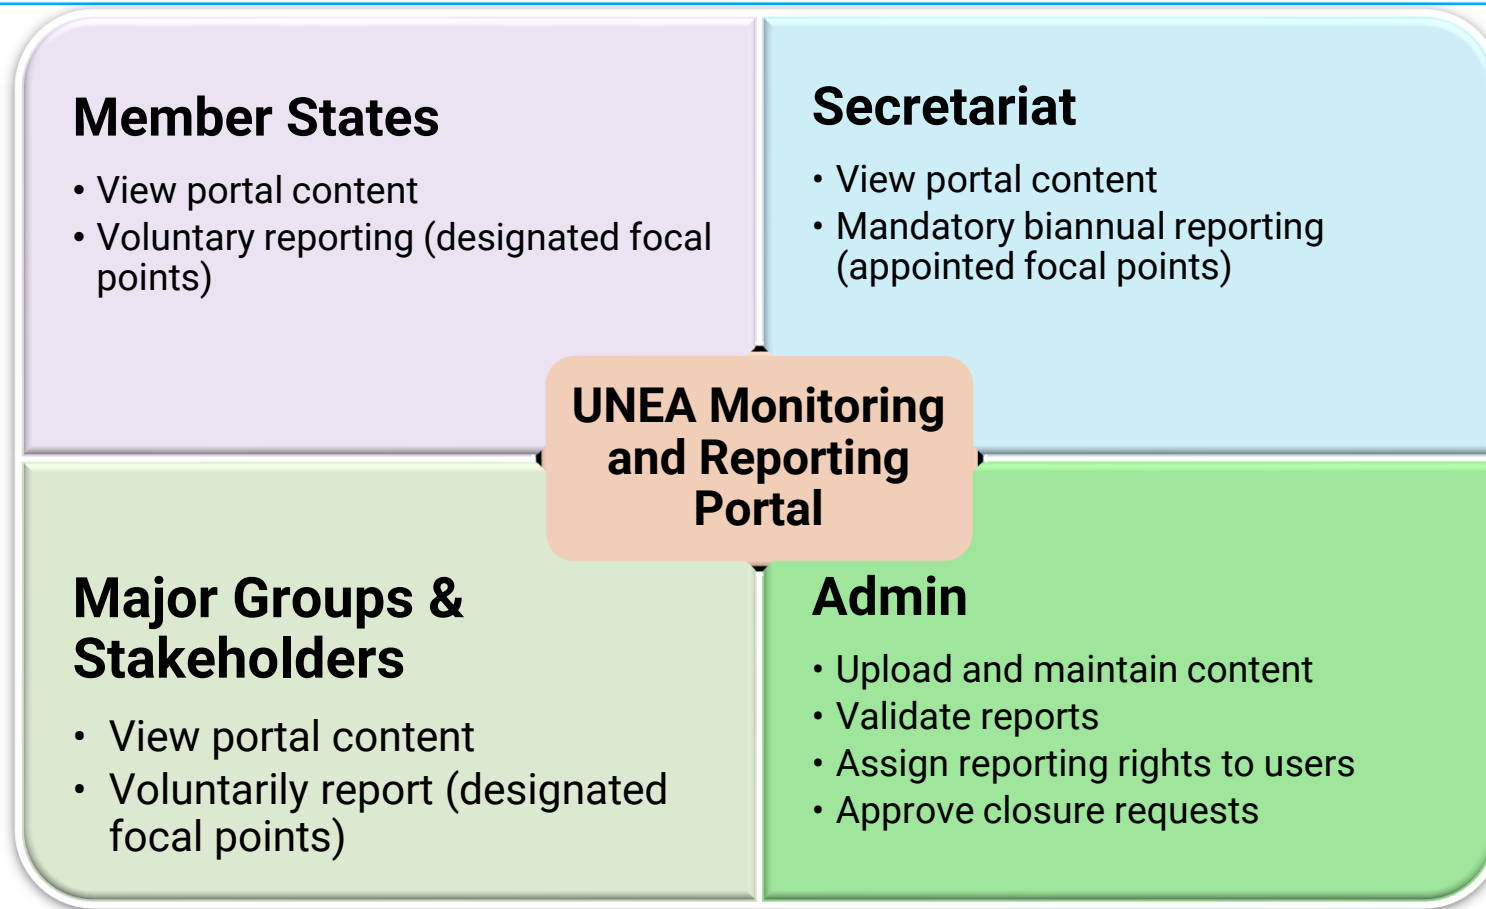 Member States
• View portal content
• Voluntary reporting (designated focal
points)
Secretariat
• View portal content
• Mandatory biannual reporting
(appointed focal points)
UNEA Monitoring
and Reporting
Portal
Major Groups &
Stakeholders
• View portal content
• Voluntarily report (designated
focal points)
Admin
• Upload and maintain content
• Validate reports
• Assign reporting rights to users
• Approve closure requests